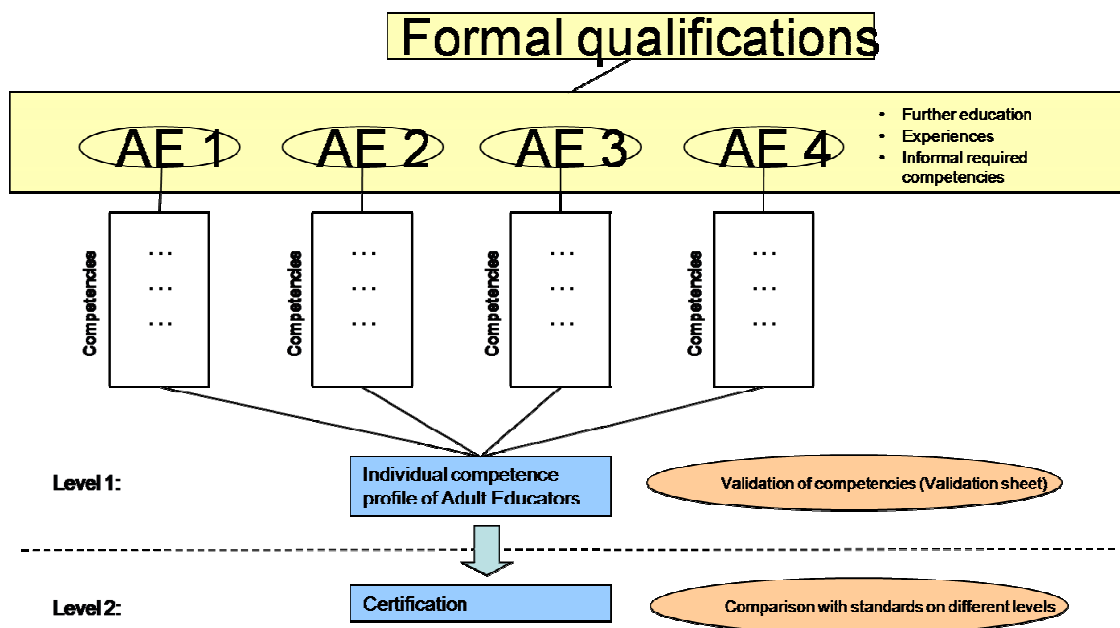 Formal qualifications
AE 1
AE 2
AE 3
AE 4
• Further education
• Experiences
• Informal required
competencies
Competencies
...
...
...
Competencies
...
...
...
Competencies
...
...
...
Competencies
...
...
...
Level 1:
Individual competence
profile of Adult Educators
Validation of competencies (Validation sheet)
Level 2:
Certification
Comparison with standards on different levels